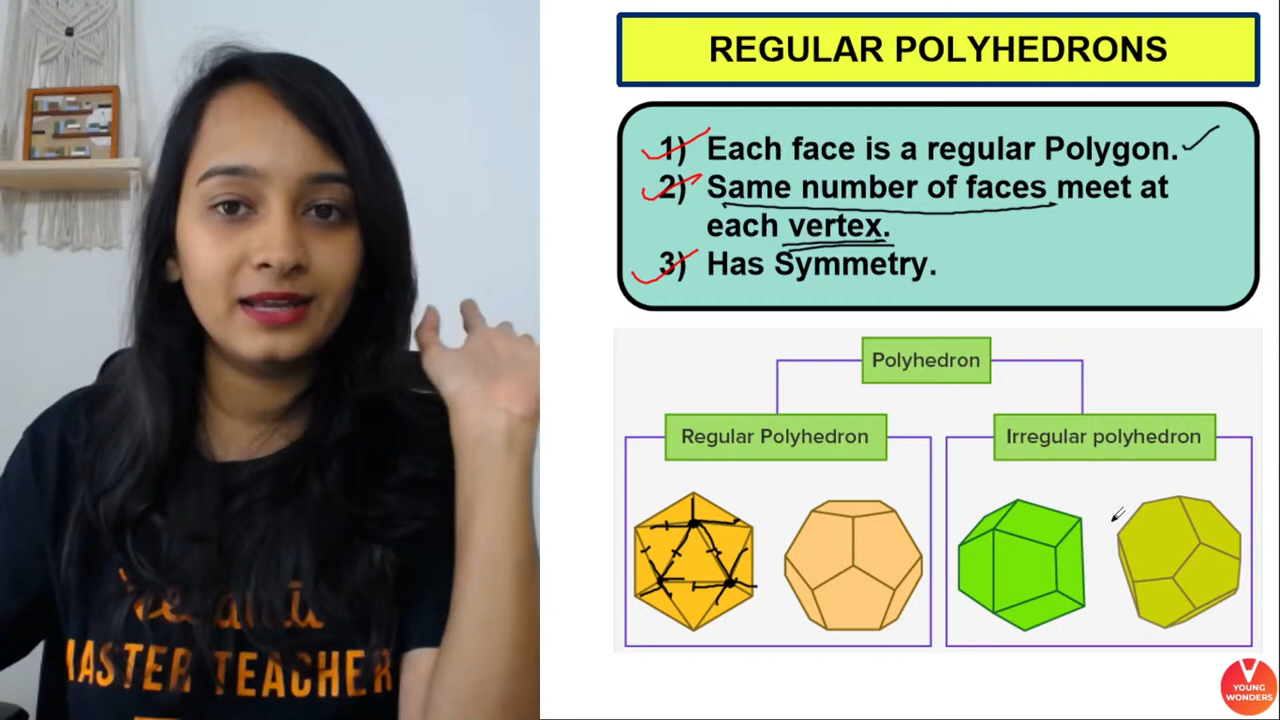 REGULAR POLYHEDRONS
1) Each face is a regular Polygon.
2) Same number of faces meet at
each vertex.
3) Has Symmetry.
Polyhedron
Regular Polyhedron
Irregular polyhedron
MASTER TEACHER
YOUNG
WONDERS